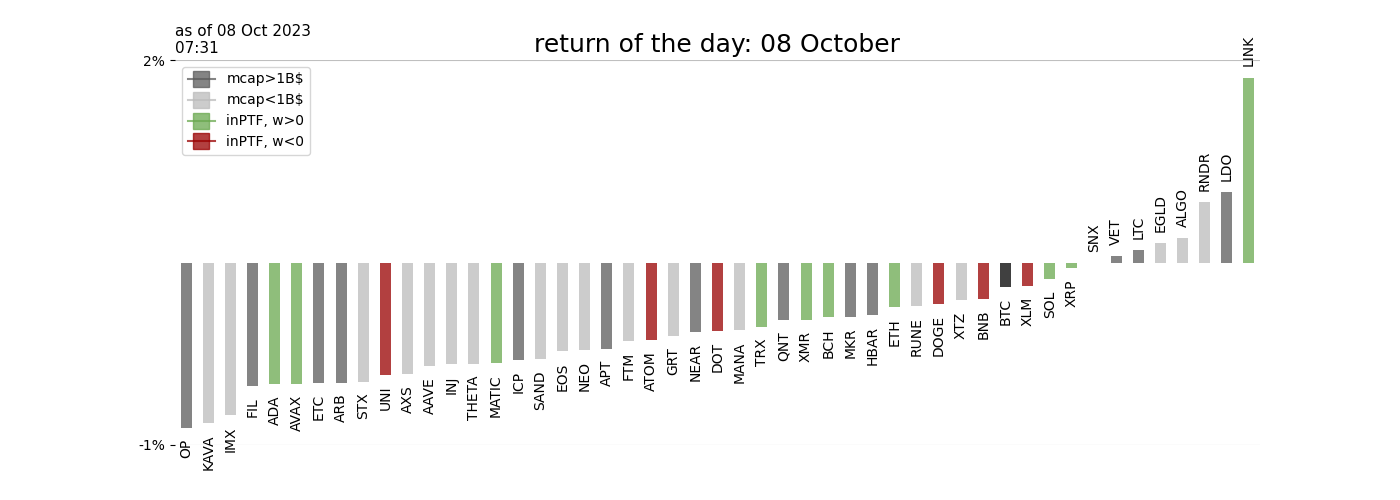 as of 08 Oct 2023
07:31
return of the day: 08 October
2%
mcap>1B$
mcap<1B$
inPTF, w>0
inPTF, w<0
-1%
OP
KAVA
IMX
FIL
ADA
AVAX
ETC
ARB
STX
UNI
AXS
AAVE
INJ
THETA
MATIC
ICP
SAND
EOS
NEO
APT
FTM
ATOM
GRT
NEAR
DOT
MANA
TRX
QNT
XMR
BCH
MKR
HBAR
ETH
RUNE
DOGE
XTZ
BNB
BTC
XLM
SOL
XRP
SNX
VET
LTC
EGLD
ALGO
RNDR
LDO
LINK